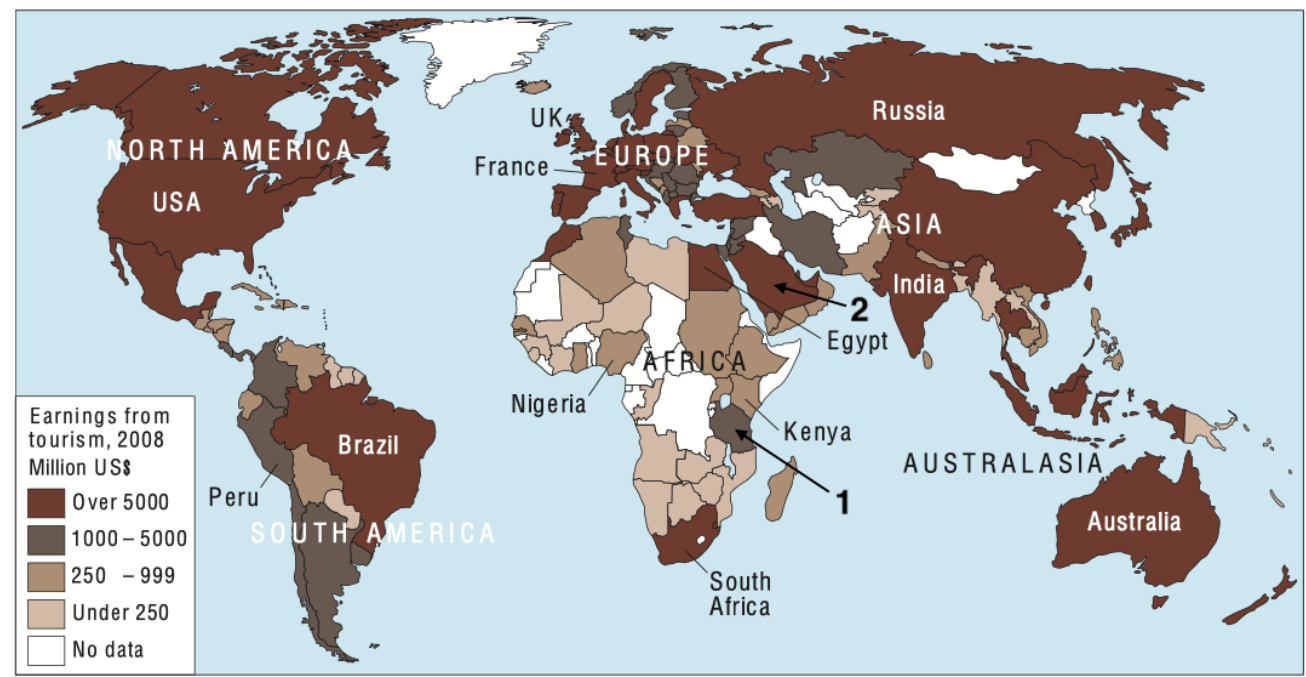 NORTH AMERICA
USA
UK
France
EUROPE
Russia
ASIA
India
2
Egypt
AFRICA
Nigeria
Kenya
1
South
Africa
Brazil
Peru
SOUTH AMERICA
AUSTRALASIA
Australia
Earnings from
tourism, 2008
Million US$
Over 5000
1000 – 5000
250 – 999
Under 250
No data